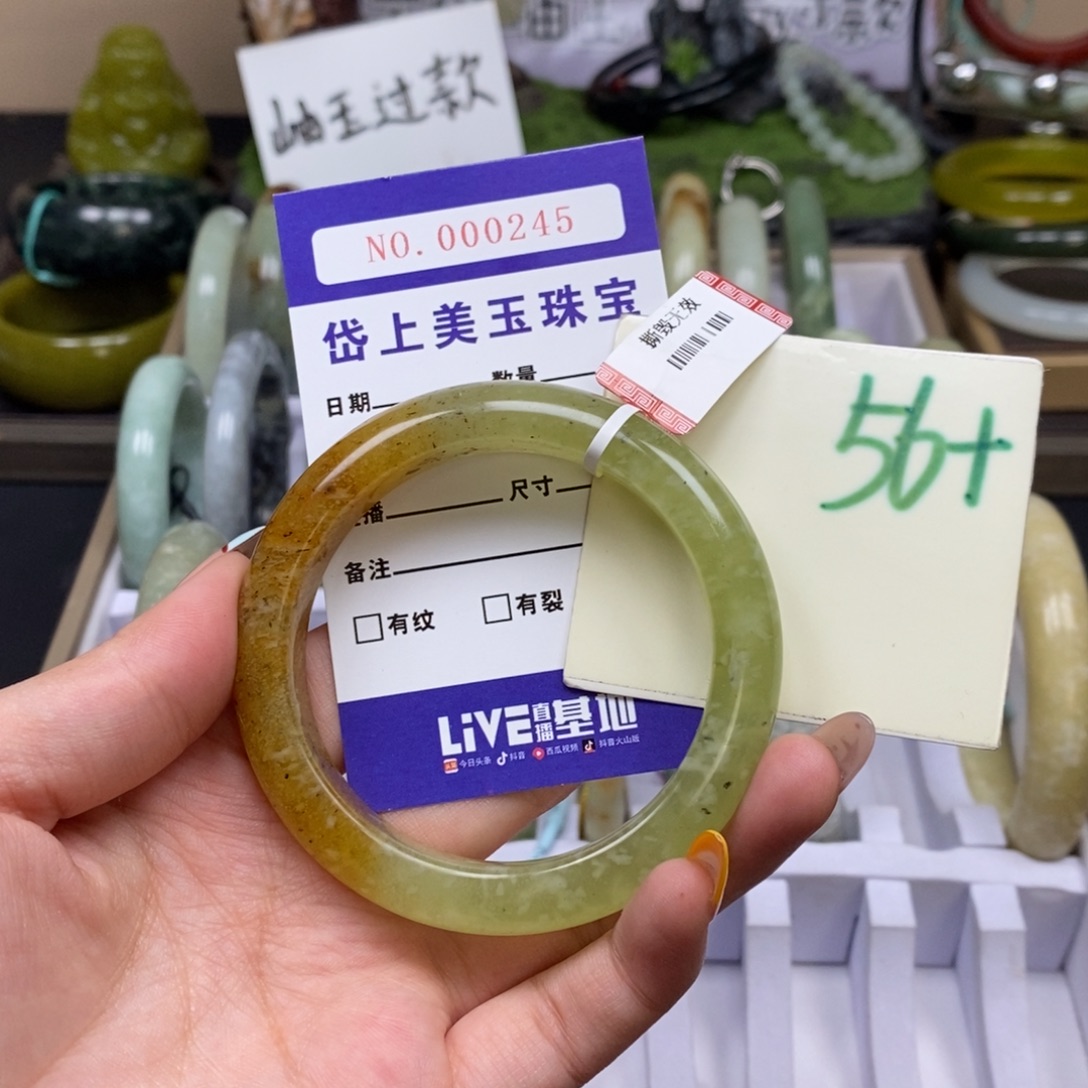 岫玉过款
NO. 000245
岱上美玉珠宝
撕毁无效
数量
日期
56+
尺寸
播
备注
有纹
有裂
LiVE直播基地
今日头条 抖音 西瓜视频 抖音火山版